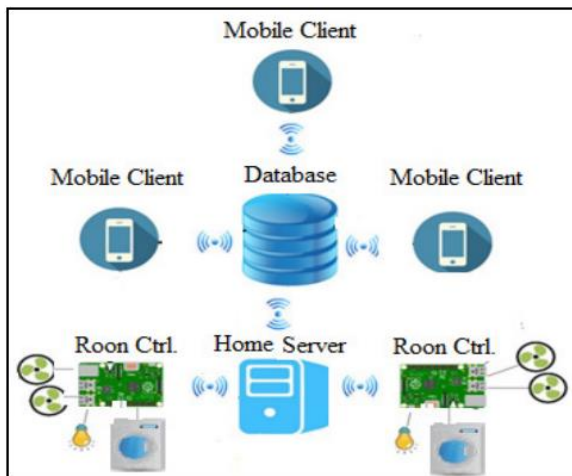 Mobile Client
Mobile Client
Database
Mobile Client
Roon Ctrl.
Home Server
Roon Ctrl.